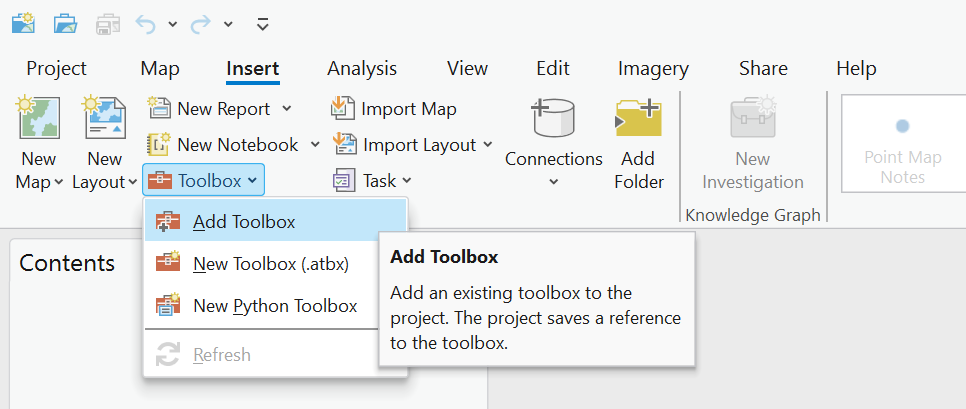 Project Map Insert Analysis View Edit Imagery Share Help
New Report
Import Map
New Notebook
Import Layout
New
Map
New
Layout
Toolbox
Task
Connections
Add
Folder
New
Investigation
Knowledge Graph
Point Map
Notes
Add Toolbox
New Toolbox (.atbx)
New Python Toolbox
Refresh
Contents
Add Toolbox
Add an existing toolbox to the
project. The project saves a reference
to the toolbox.